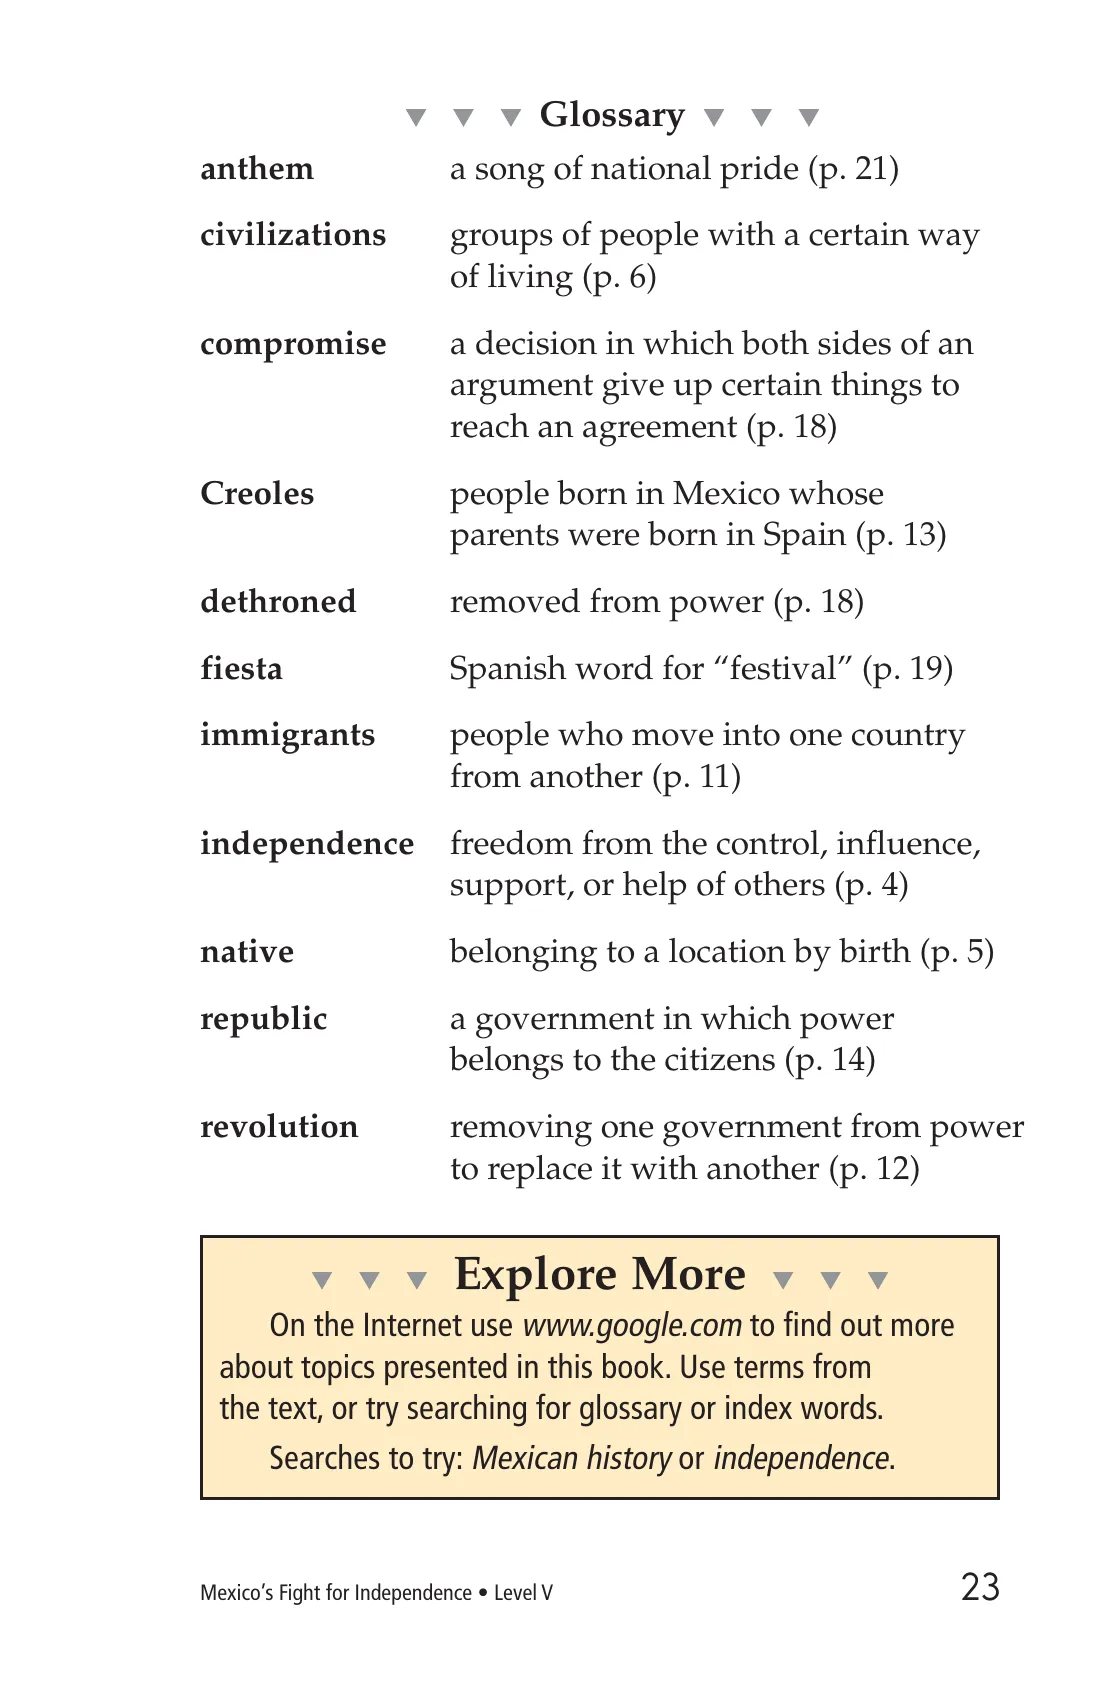 ▼ ▼ ▼ Glossary ▼ ▼ ▼
anthem a song of national pride (p. 21)
civilizations groups of people with a certain way
of living (p. 6)
compromise a decision in which both sides of an
argument give up certain things to
reach an agreement (p. 18)
Creoles people born in Mexico whose
parents were born in Spain (p. 13)
dethroned removed from power (p. 18)
fiesta Spanish word for “festival” (p. 19)
immigrants people who move into one country
from another (p. 11)
independence freedom from the control, influence,
support, or help of others (p. 4)
native belonging to a location by birth (p. 5)
republic a government in which power
belongs to the citizens (p. 14)
revolution removing one government from power
to replace it with another (p. 12)
▼ ▼ ▼ Explore More ▼ ▼ ▼
On the Internet use www.google.com to find out more
about topics presented in this book. Use terms from
the text, or try searching for glossary or index words.
Searches to try: Mexican history or independence.
Mexico’s Fight for Independence • Level V 23